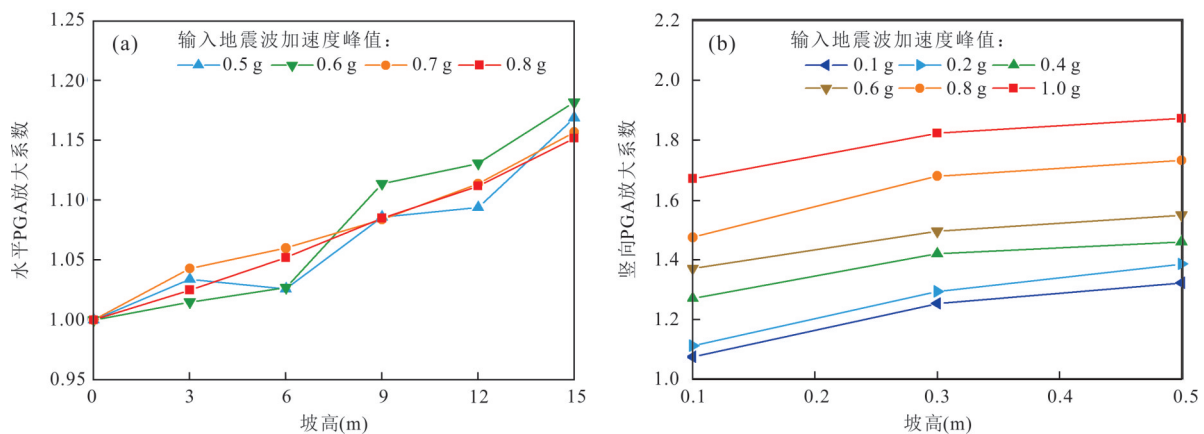 (a)
输入地震波加速度峰值：
0.5 g 0.6 g 0.7 g 0.8 g
水平PGA放大系数
1.25
1.20
1.15
1.10
1.05
1.00
0.95
0 3 6 9 12 15
坡高(m)
(b)
输入地震波加速度峰值：
0.1 g 0.2 g 0.4 g
0.6 g 0.8 g 1.0 g
竖向PGA放大系数
2.2
2.0
1.8
1.6
1.4
1.2
1.0
0.1 0.2 0.3 0.4 0.5
坡高(m)